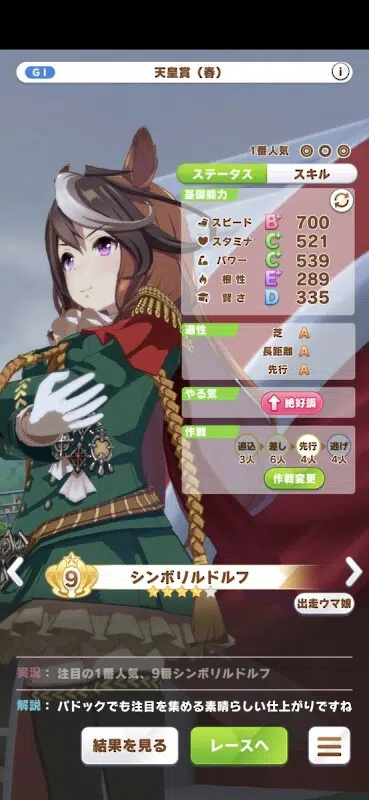 GI
天皇賞（春）
i
1番人気 ◎ ◎ ◎
ステータス スキル
基礎能力
スピード B+ 700
スタミナ C+ 521
パワー C+ 539
根性 E+ 289
賢さ D 335
適性
芝 A
長距離 A
先行 A
やる気
絶好調
作戦
追込 差し 先行 逃げ
3人 6人 4人 4人
作戦変更
9 シンボリルドルフ
出走ウマ娘
実況： 注目の1番人気、9番シンボリルドルフ
解説： パドックでも注目を集める素晴らしい仕上がりですね
結果を見る レースへ